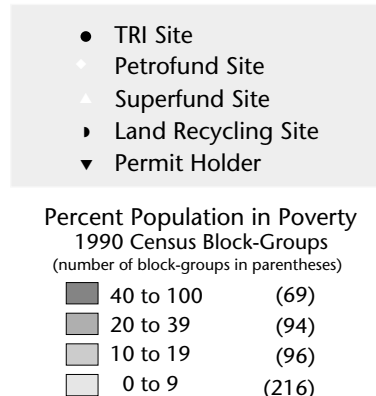 TRI Site
Petrofund Site
Superfund Site
Land Recycling Site
Permit Holder
Percent Population in Poverty
1990 Census Block-Groups
(number of block-groups in parentheses)
40 to 100 (69)
20 to 39 (94)
10 to 19 (96)
0 to 9 (216)